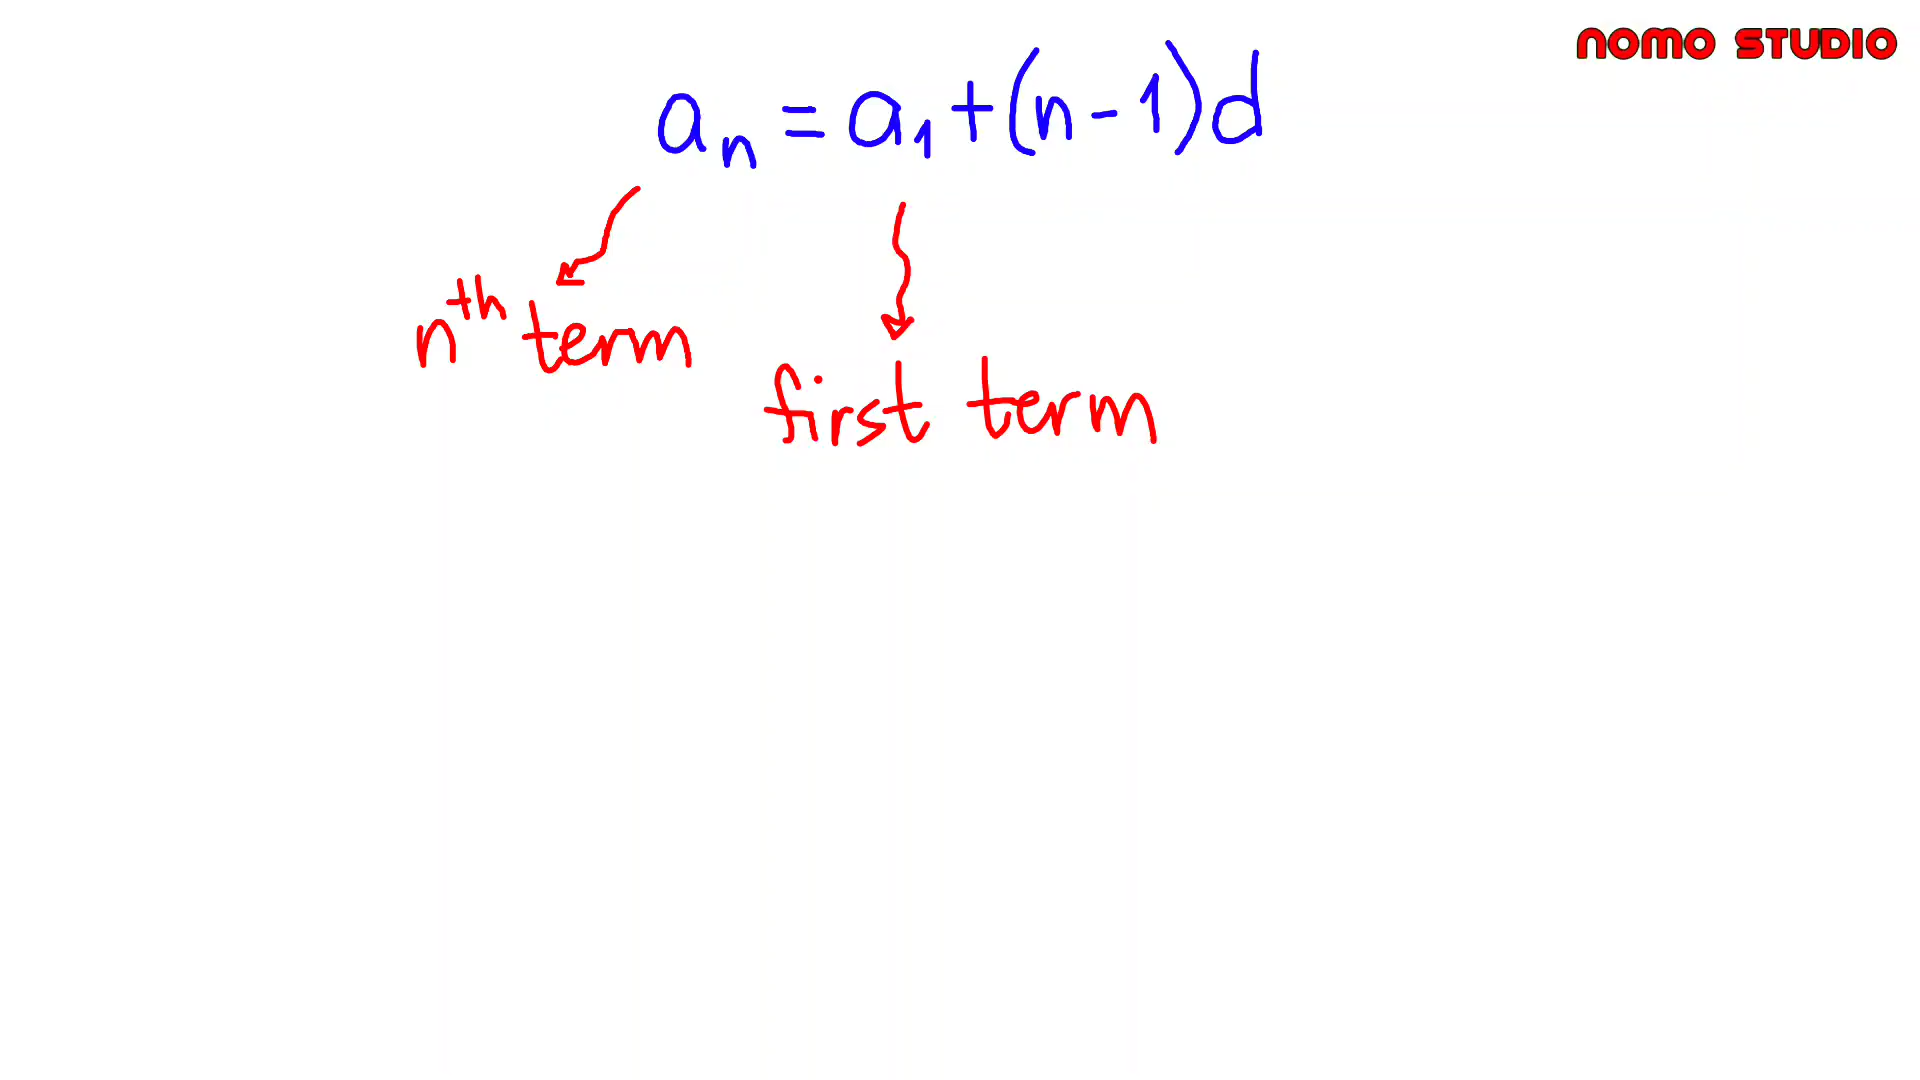 NOMO STUDIO
aₙ = a₁ + (n - 1)d
nᵗʰ term
first term